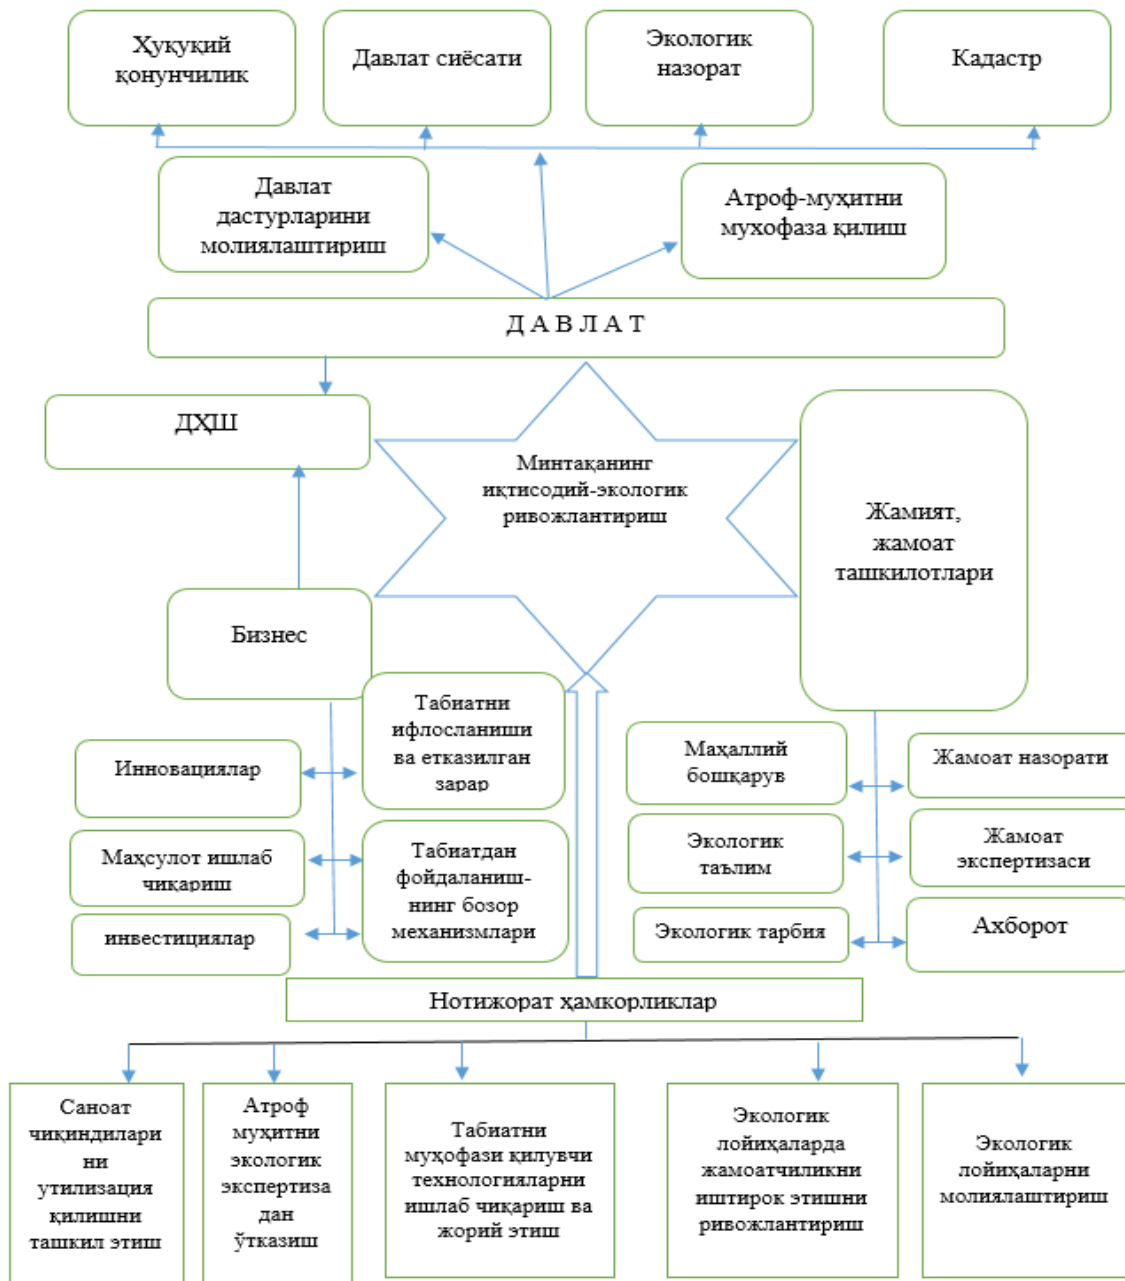 Ҳуқуқий
қонунчилик
Давлат сиёсати
Экологик
назорат
Кадастр
Давлат
дастурларини
молиялаштириш
Атроф-муҳитни
мухофаза қилиш
Д А В Л А Т
ДҲШ
Минтақанинг
иқтисодий-экологик
ривожлантириш
Жамият,
жамоат
ташкилотлари
Бизнес
Табиатни
ифлосланиши
ва етказилган
зарар
Инновациялар
Маҳсулот ишлаб
чиқариш
Табиатдан
фойдаланиш-
нинг бозор
механизмлари
инвестициялар
Маҳаллий
бошқарув
Жамоат назорати
Экологик
таълим
Жамоат
экспертизаси
Экологик тарбия
Ахборот
Нотижорат ҳамкорликлар
Саноат
чиқиндилари
ни
утилизация
қилишни
ташкил этиш
Атроф
муҳитни
экологик
экспертиза
дан
ўтказиш
Табиатни
муҳофази қилувчи
технологияларни
ишлаб чиқариш ва
жорий этиш
Экологик
лойиҳаларда
жамоатчиликни
иштирок этишни
ривожлантириш
Экологик
лойиҳаларни
молиялаштириш